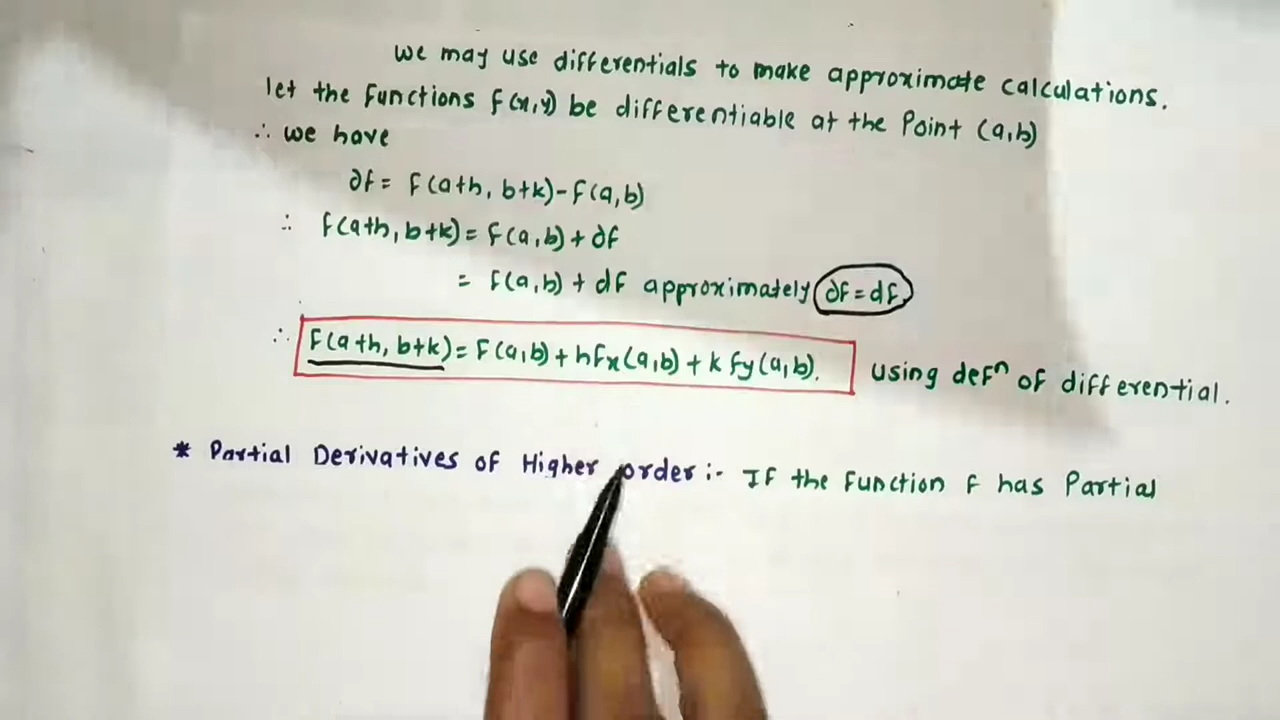 we may use differentials to make approximate calculations.
let the functions f(x,y) be differentiable at the Point (a,b)
∴ we have
∂f = f(a+h, b+k) - f(a,b)
∴ f(a+h, b+k) = f(a,b) + ∂f
= f(a,b) + df approximately ∂f = df
∴ f(a+h, b+k) = f(a,b) + hfx(a,b) + k fy(a,b). using defⁿ of differential.
* Partial Derivatives of Higher order :- If the function f has Partial